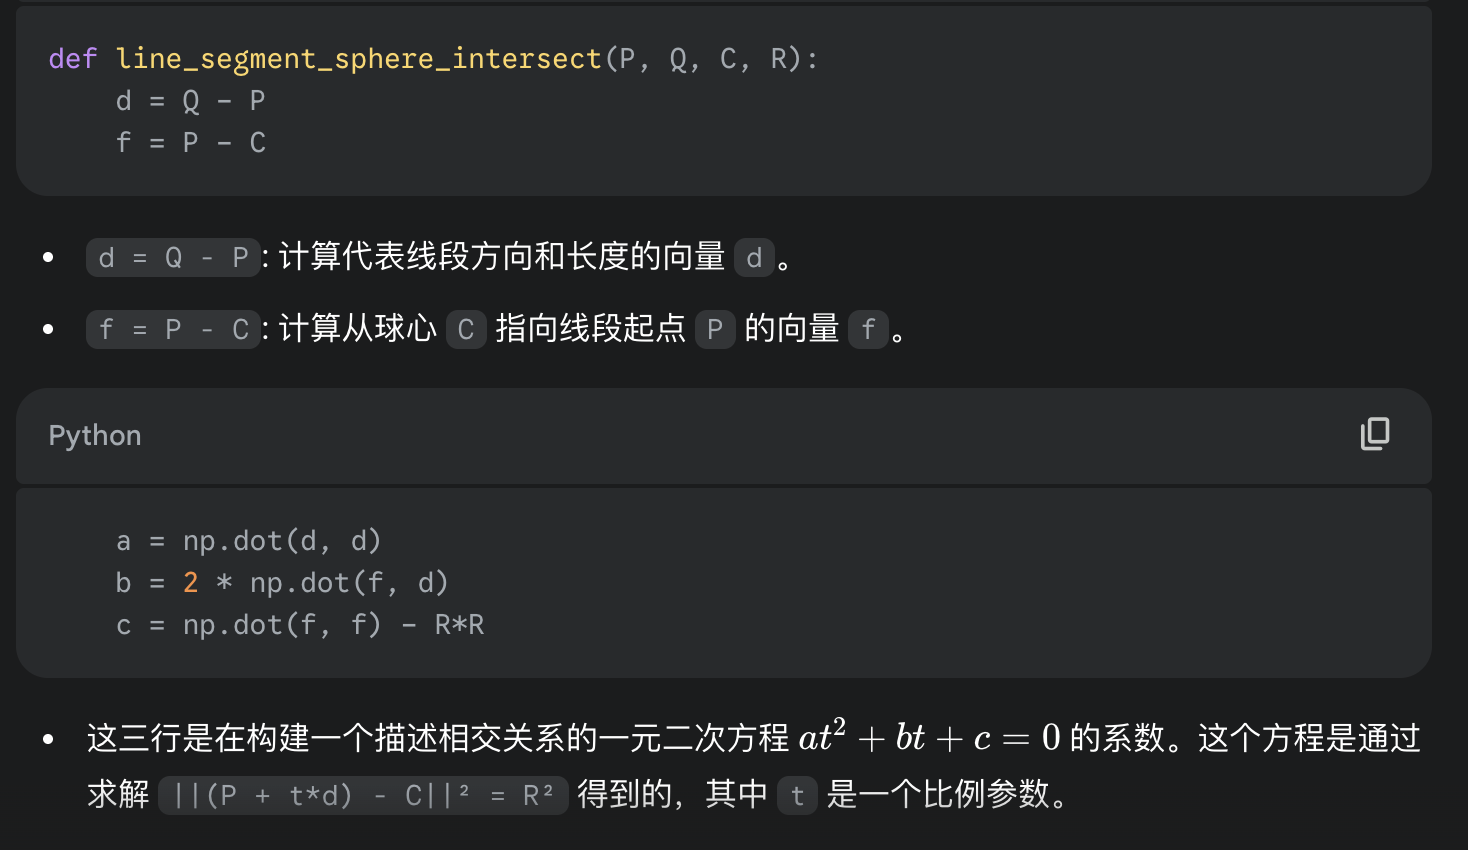 def line_segment_sphere_intersect(P, Q, C, R):
    d = Q - P
    f = P - C
• d = Q - P: 计算代表线段方向和长度的向量 d。
• f = P - C: 计算从球心 C 指向线段起点 P 的向量 f。
Python
    a = np.dot(d, d)
    b = 2 * np.dot(f, d)
    c = np.dot(f, f) - R*R
• 这三行是在构建一个描述相交关系的一元二次方程 at² + bt + c = 0 的系数。这个方程是通过
求解 ||(P + t*d) - C||² = R² 得到的，其中 t 是一个比例参数。